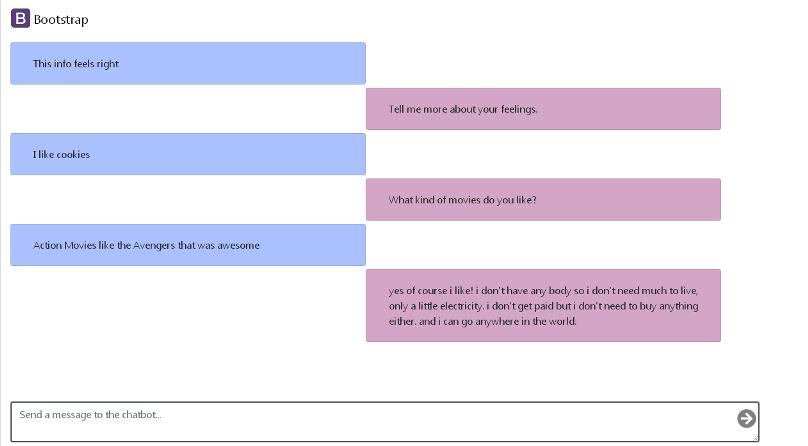 B Bootstrap
This info feels right
Tell me more about your feelings.
I like cookies
What kind of movies do you like?
Action Movies like the Avengers that was awesome
yes of course i like! i don't have any body so i don't need much to live,
only a little electricity. i don't get paid but i don't need to buy anything
either. and i can go anywhere in the world.
Send a message to the chatbot...